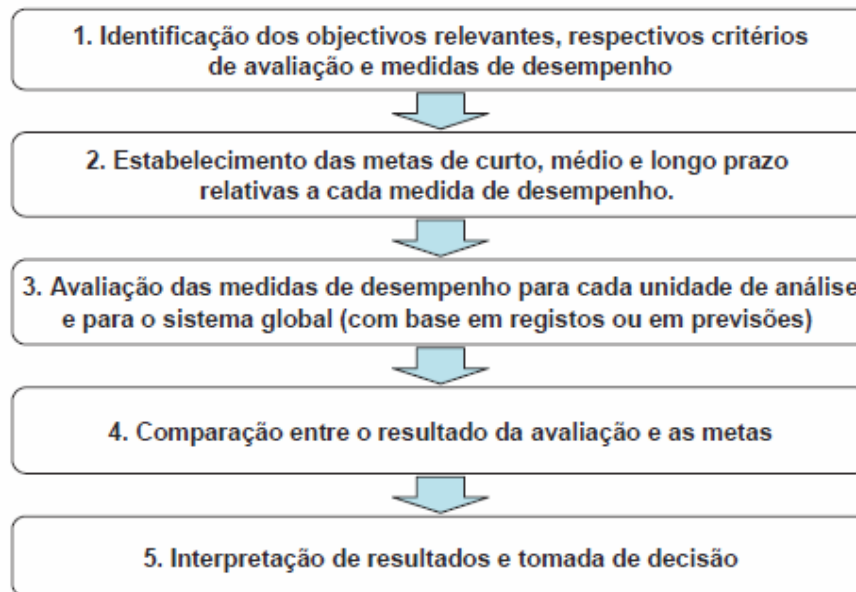 1. Identificação dos objectivos relevantes, respectivos critérios
de avaliação e medidas de desempenho
2. Estabelecimento das metas de curto, médio e longo prazo
relativas a cada medida de desempenho.
3. Avaliação das medidas de desempenho para cada unidade de análise
e para o sistema global (com base em registos ou em previsões)
4. Comparação entre o resultado da avaliação e as metas
5. Interpretação de resultados e tomada de decisão